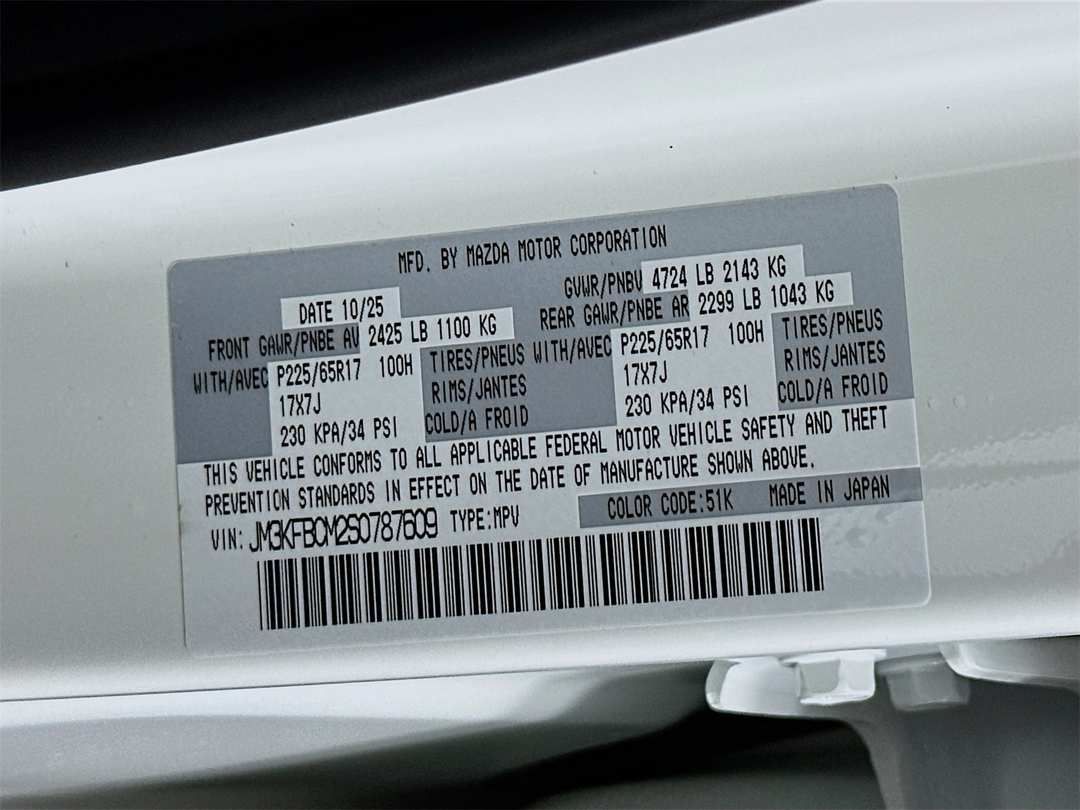 MFD. BY MAZDA MOTOR CORPORATION
DATE 10/25
GVWR/PNBV 4724 LB 2143 KG
FRONT GAWR/PNBE AV 2425 LB 1100 KG
REAR GAWR/PNBE AR 2299 LB 1043 KG
WITH/AVEC P225/65R17 100H TIRES/PNEUS
17X7J RIMS/JANTES
230 KPA/34 PSI COLD/A FROID
WITH/AVEC P225/65R17 100H TIRES/PNEUS
17X7J RIMS/JANTES
230 KPA/34 PSI COLD/A FROID
THIS VEHICLE CONFORMS TO ALL APPLICABLE FEDERAL MOTOR VEHICLE SAFETY AND THEFT
PREVENTION STANDARDS IN EFFECT ON THE DATE OF MANUFACTURE SHOWN ABOVE.
COLOR CODE:51K MADE IN JAPAN
VIN: JM3KFBCM2S0787609 TYPE:MPV